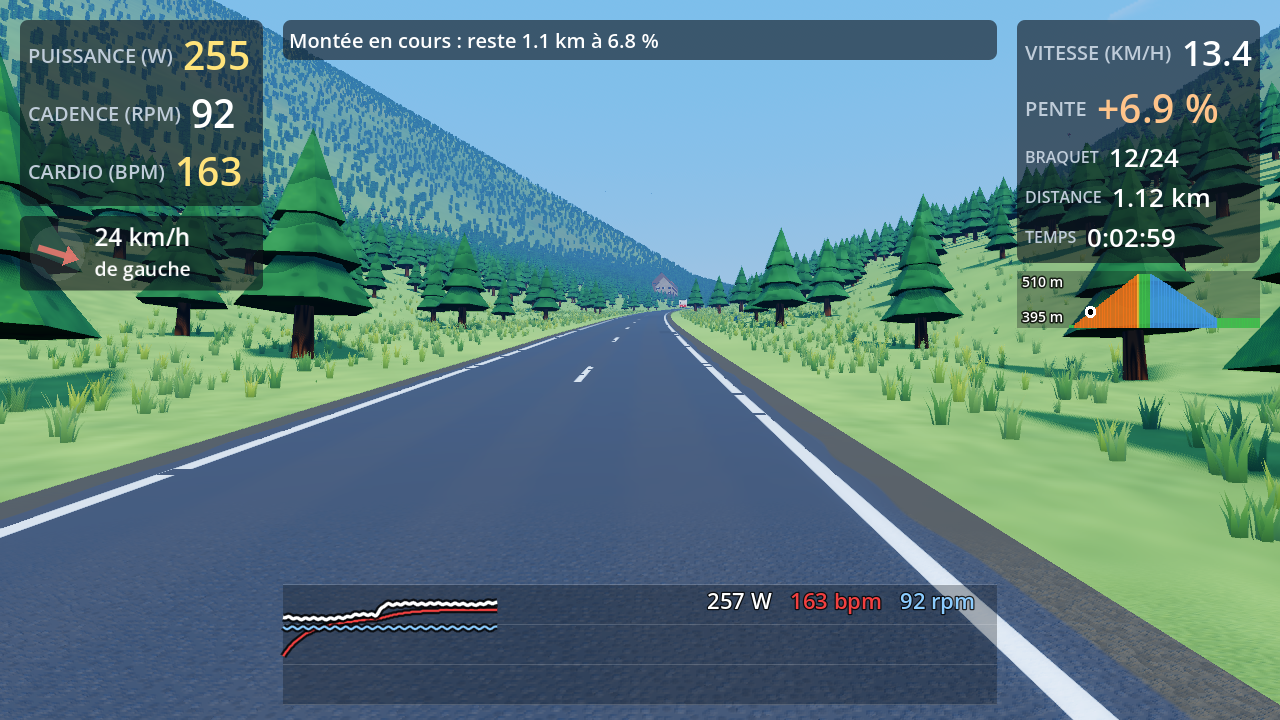 PUISSANCE (W) 255
CADENCE (RPM) 92
CARDIO (BPM) 163
24 km/h
de gauche
Montée en cours : reste 1.1 km à 6.8 %
VITESSE (KM/H) 13.4
PENTE +6.9 %
BRAQUET 12/24
DISTANCE 1.12 km
TEMPS 0:02:59
510 m
395 m
257 W 163 bpm 92 rpm